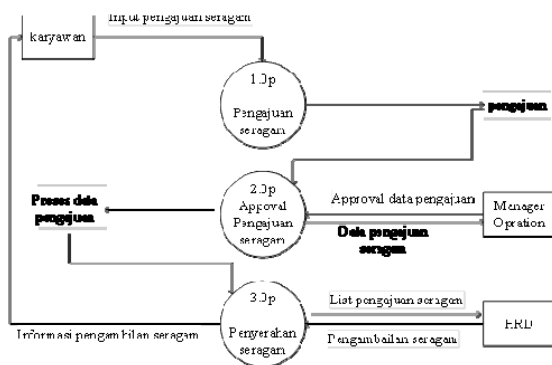 Input pengajuan seragam
karyawan
1.0p
Pengajuan
seragam
pengajuan
2.0p
Approval
Pengajuan
seragam
Proses data
pengajuan
Approval data pengajuan
Data pengajuan
seragam
Manager
Opration
3.0p
Penyerahan
seragam
List pengajuan seragam
Pengambailan seragam
HRD
Informasi pengambilan seragam